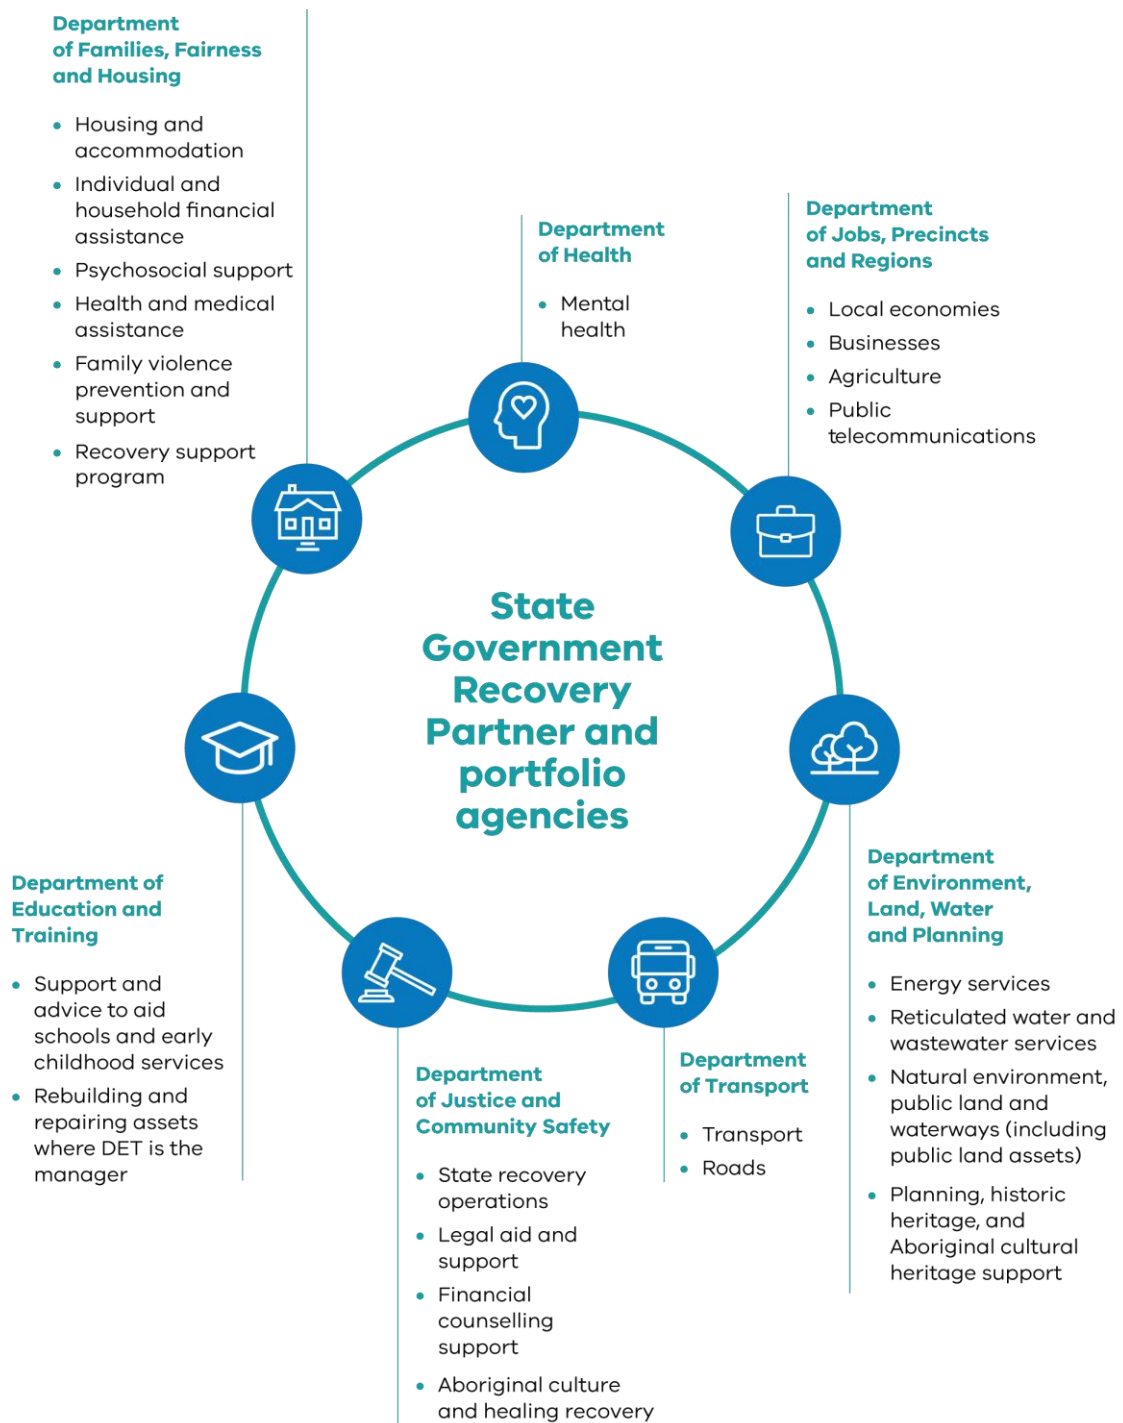 Department
of Families, Fairness
and Housing
• Housing and
accommodation
• Individual and
household financial
assistance
• Psychosocial support
• Health and medical
assistance
• Family violence
prevention and
support
• Recovery support
program
Department
of Health
• Mental
health
Department
of Jobs, Precincts
and Regions
• Local economies
• Businesses
• Agriculture
• Public
telecommunications
State
Government
Recovery
Partner and
portfolio
agencies
Department of
Education and
Training
• Support and
advice to aid
schools and early
childhood services
• Rebuilding and
repairing assets
where DET is the
manager
Department
of Justice and
Community Safety
• State recovery
operations
• Legal aid and
support
• Financial
counselling
support
• Aboriginal culture
and healing recovery
Department
of Transport
• Transport
• Roads
Department
of Environment,
Land, Water
and Planning
• Energy services
• Reticulated water and
wastewater services
• Natural environment,
public land and
waterways (including
public land assets)
• Planning, historic
heritage, and
Aboriginal cultural
heritage support